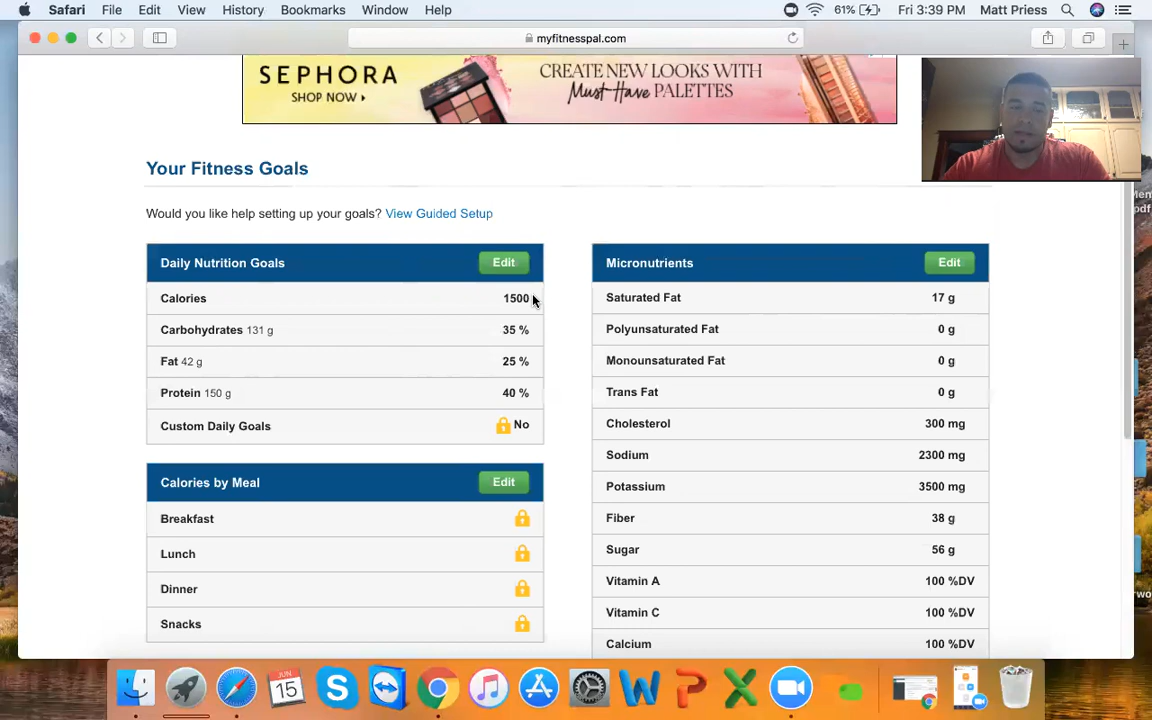 Safari File Edit View History Bookmarks Window Help 61% Fri 3:39 PM Matt Priess
myfitnesspal.com
SEPHORA
SHOP NOW
CREATE NEW LOOKS WITH
Must-Have PALETTES
Your Fitness Goals
Would you like help setting up your goals? View Guided Setup
Daily Nutrition Goals Edit
Calories 1500
Carbohydrates 131 g 35 %
Fat 42 g 25 %
Protein 150 g 40 %
Custom Daily Goals No
Calories by Meal Edit
Breakfast
Lunch
Dinner
Snacks
Micronutrients Edit
Saturated Fat 17 g
Polyunsaturated Fat 0 g
Monounsaturated Fat 0 g
Trans Fat 0 g
Cholesterol 300 mg
Sodium 2300 mg
Potassium 3500 mg
Fiber 38 g
Sugar 56 g
Vitamin A 100 %DV
Vitamin C 100 %DV
Calcium 100 %DV
JUN
15